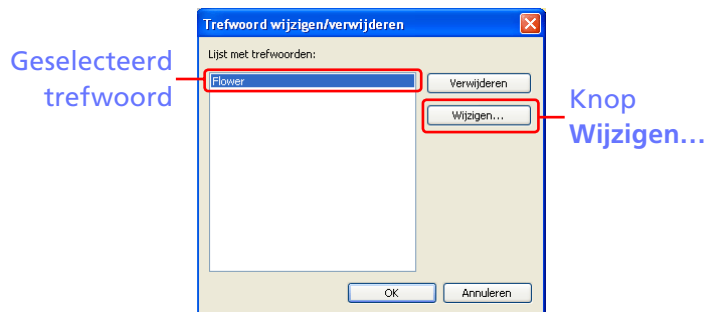 Trefwoord wijzigen/verwijderen
Lijst met trefwoorden:
Geselecteerd
trefwoord
Flower
Verwijderen
Wijzigen...
Knop
Wijzigen...
OK
Annuleren